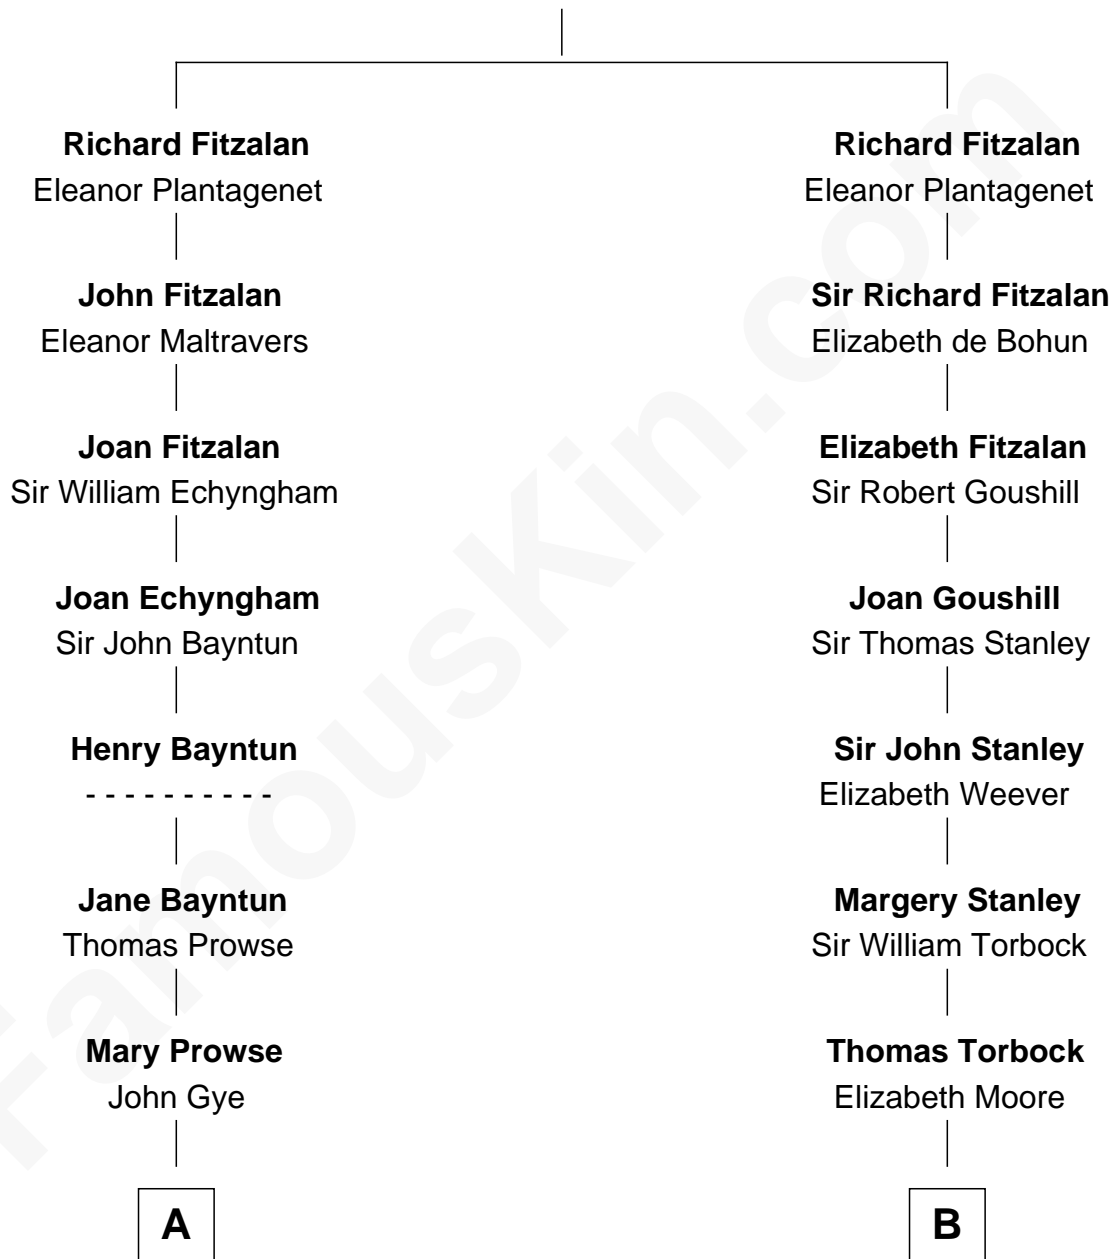 Richard Fitzalan
Eleanor Plantagenet
John Fitzalan
Eleanor Maltravers
Joan Fitzalan
Sir William Echyngham
Joan Echyngham
Sir John Bayntun
Henry Bayntun
- - - - - - - - - -
Jane Bayntun
Thomas Prowse
Mary Prowse
John Gye
A
Richard Fitzalan
Eleanor Plantagenet
Sir Richard Fitzalan
Elizabeth de Bohun
Elizabeth Fitzalan
Sir Robert Goushill
Joan Goushill
Sir Thomas Stanley
Sir John Stanley
Elizabeth Weever
Margery Stanley
Sir William Torbock
Thomas Torbock
Elizabeth Moore
B
FamousKin.com